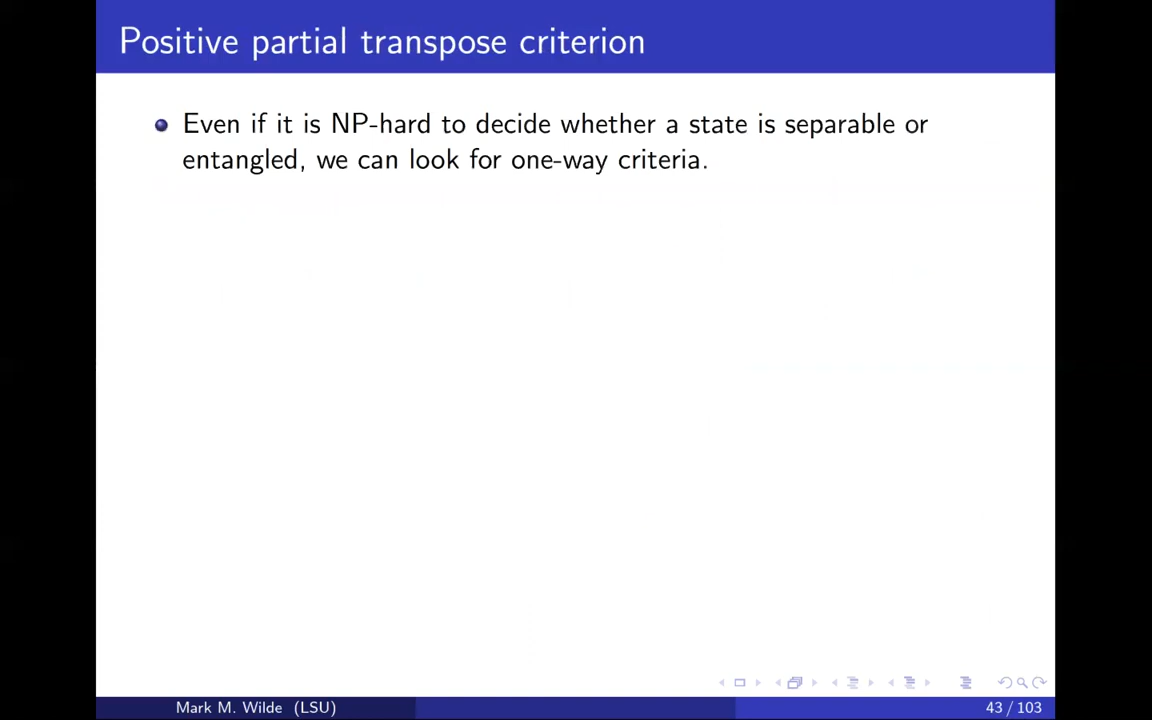 Positive partial transpose criterion
Even if it is NP-hard to decide whether a state is separable or
entangled, we can look for one-way criteria.
Mark M. Wilde (LSU)
43 / 103